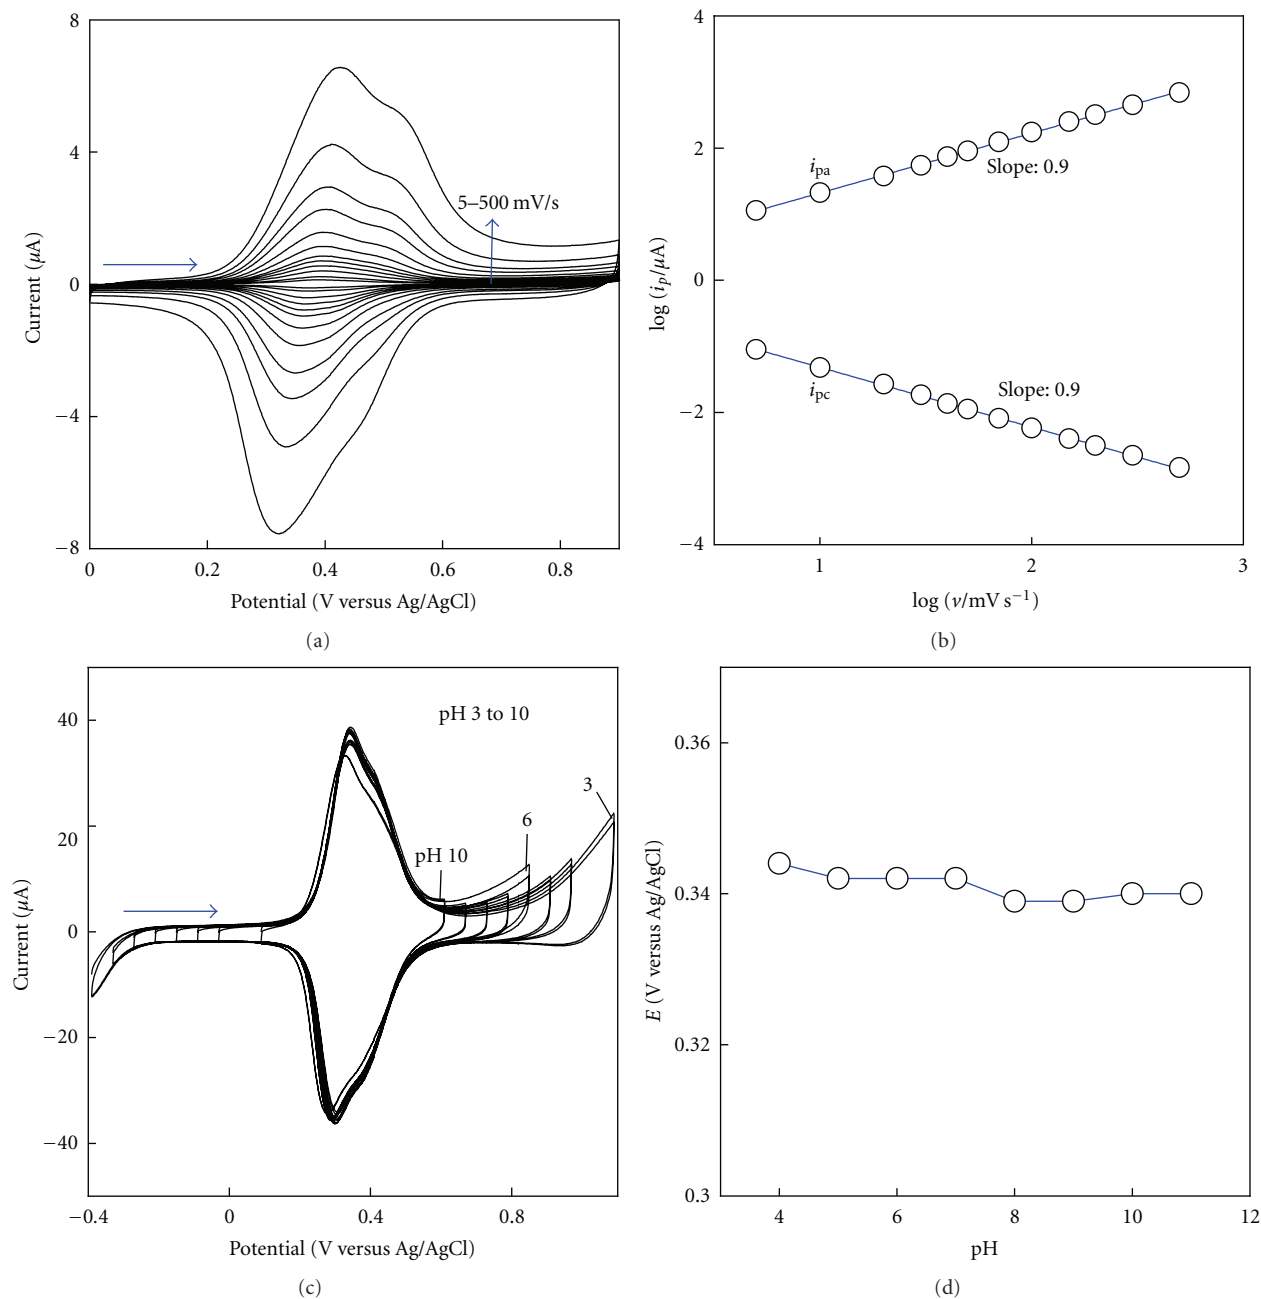 8
4
0
−4
−8
Current (μA)
5–500 mV/s
0
0.2
0.4
0.6
0.8
Potential (V versus Ag/AgCl)
(a)
4
2
0
−2
−4
log (ip/μA)
ipa
Slope: 0.9
ipc
Slope: 0.9
1
2
3
log (ν/mV s−1)
(b)
40
20
0
−20
−40
Current (μA)
pH 3 to 10
3
6
pH 10
−0.4
0
0.4
0.8
Potential (V versus Ag/AgCl)
(c)
0.36
0.34
0.32
0.3
E (V versus Ag/AgCl)
4
6
8
10
12
pH
(d)